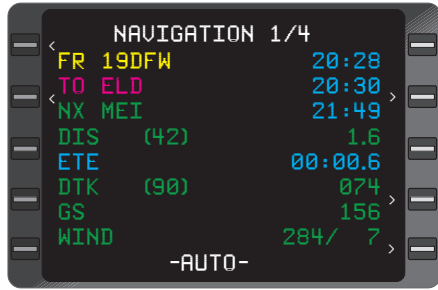 NAVIGATION 1/4
FR 19DFW 20:28
TO ELD 20:30
NX MEI 21:49
DIS (42) 1.6
ETE 00:00.6
DTK (90) 074
GS 156
WIND 284/ 7
-AUTO-